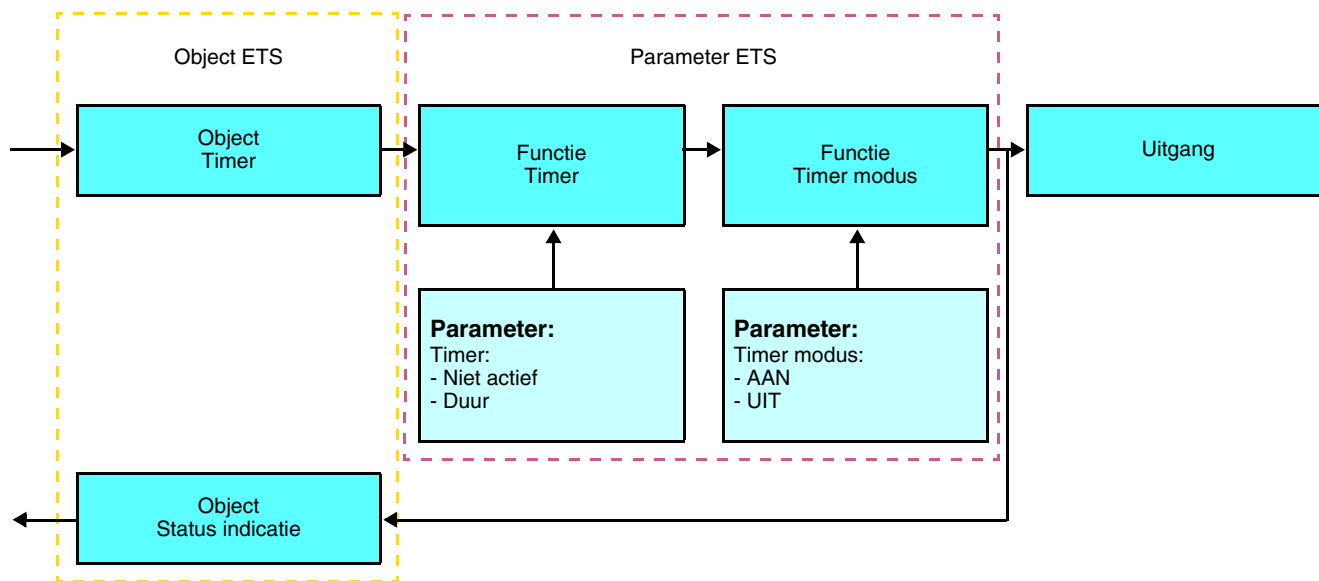 Object ETS
Parameter ETS
Object
Timer
Functie
Timer
Functie
Timer modus
Uitgang
Parameter:
Timer:
- Niet actief
- Duur
Parameter:
Timer modus:
- AAN
- UIT
Object
Status indicatie